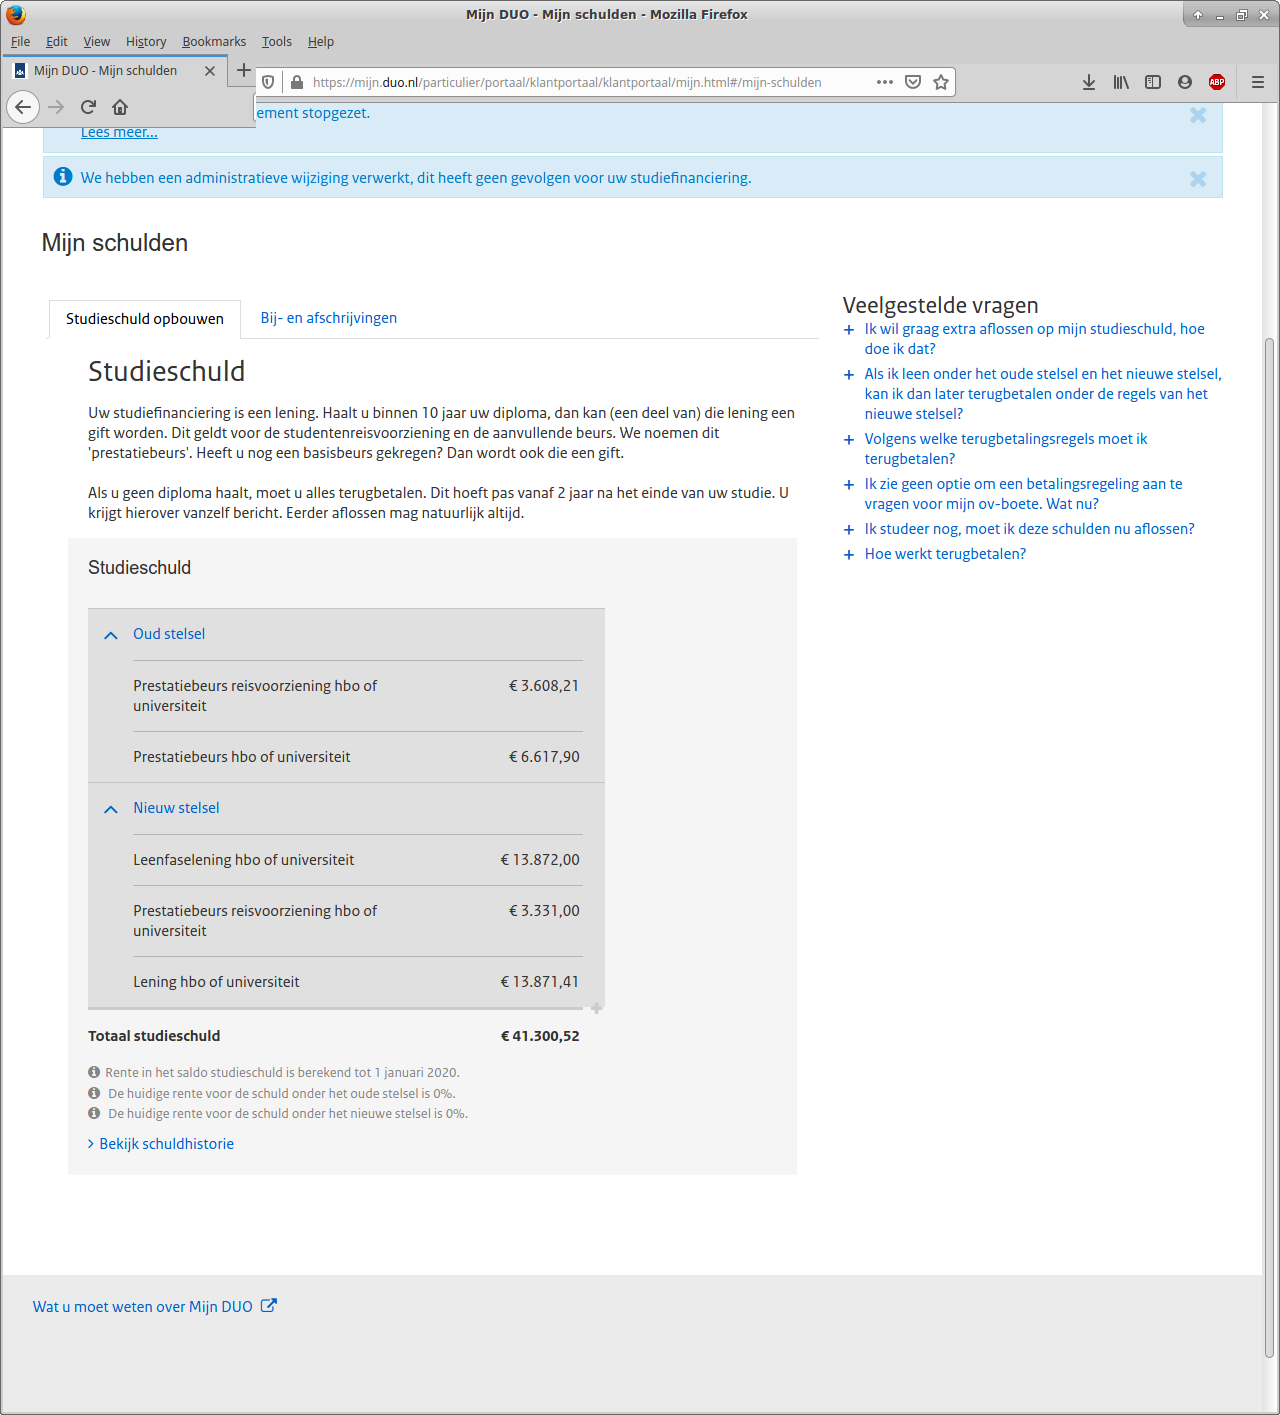 Mijn DUO - Mijn schulden - Mozilla Firefox
File Edit View History Bookmarks Tools Help
Mijn DUO - Mijn schulden
https://mijn.duo.nl/particulier/portaal/klantportaal/klantportaal/mijn.html#/mijn-schulden
ABP
ement stopgezet.
Lees meer...
We hebben een administratieve wijziging verwerkt, dit heeft geen gevolgen voor uw studiefinanciering.
Mijn schulden
Studieschuld opbouwen
Bij- en afschrijvingen
Studieschuld
Uw studiefinanciering is een lening. Haalt u binnen 10 jaar uw diploma, dan kan (een deel van) die lening een
gift worden. Dit geldt voor de studentenreisvoorziening en de aanvullende beurs. We noemen dit
'prestatiebeurs'. Heeft u nog een basisbeurs gekregen? Dan wordt ook die een gift.
Als u geen diploma haalt, moet u alles terugbetalen. Dit hoeft pas vanaf 2 jaar na het einde van uw studie. U
krijgt hierover vanzelf bericht. Eerder aflossen mag natuurlijk altijd.
Studieschuld
Oud stelsel
Prestatiebeurs reisvoorziening hbo of € 3.608,21
universiteit
Prestatiebeurs hbo of universiteit € 6.617,90
Nieuw stelsel
Leenfaselening hbo of universiteit € 13.872,00
Prestatiebeurs reisvoorziening hbo of € 3.331,00
universiteit
Lening hbo of universiteit € 13.871,41
Totaal studieschuld € 41.300,52
Rente in het saldo studieschuld is berekend tot 1 januari 2020.
De huidige rente voor de schuld onder het oude stelsel is 0%.
De huidige rente voor de schuld onder het nieuwe stelsel is 0%.
> Bekijk schuldhistorie
Veelgestelde vragen
+ Ik wil graag extra aflossen op mijn studieschuld, hoe
doe ik dat?
+ Als ik leen onder het oude stelsel en het nieuwe stelsel,
kan ik dan later terugbetalen onder de regels van het
nieuwe stelsel?
+ Volgens welke terugbetalingsregels moet ik
terugbetalen?
+ Ik zie geen optie om een betalingsregeling aan te
vragen voor mijn ov-boete. Wat nu?
+ Ik studeer nog, moet ik deze schulden nu aflossen?
+ Hoe werkt terugbetalen?
Wat u moet weten over Mijn DUO